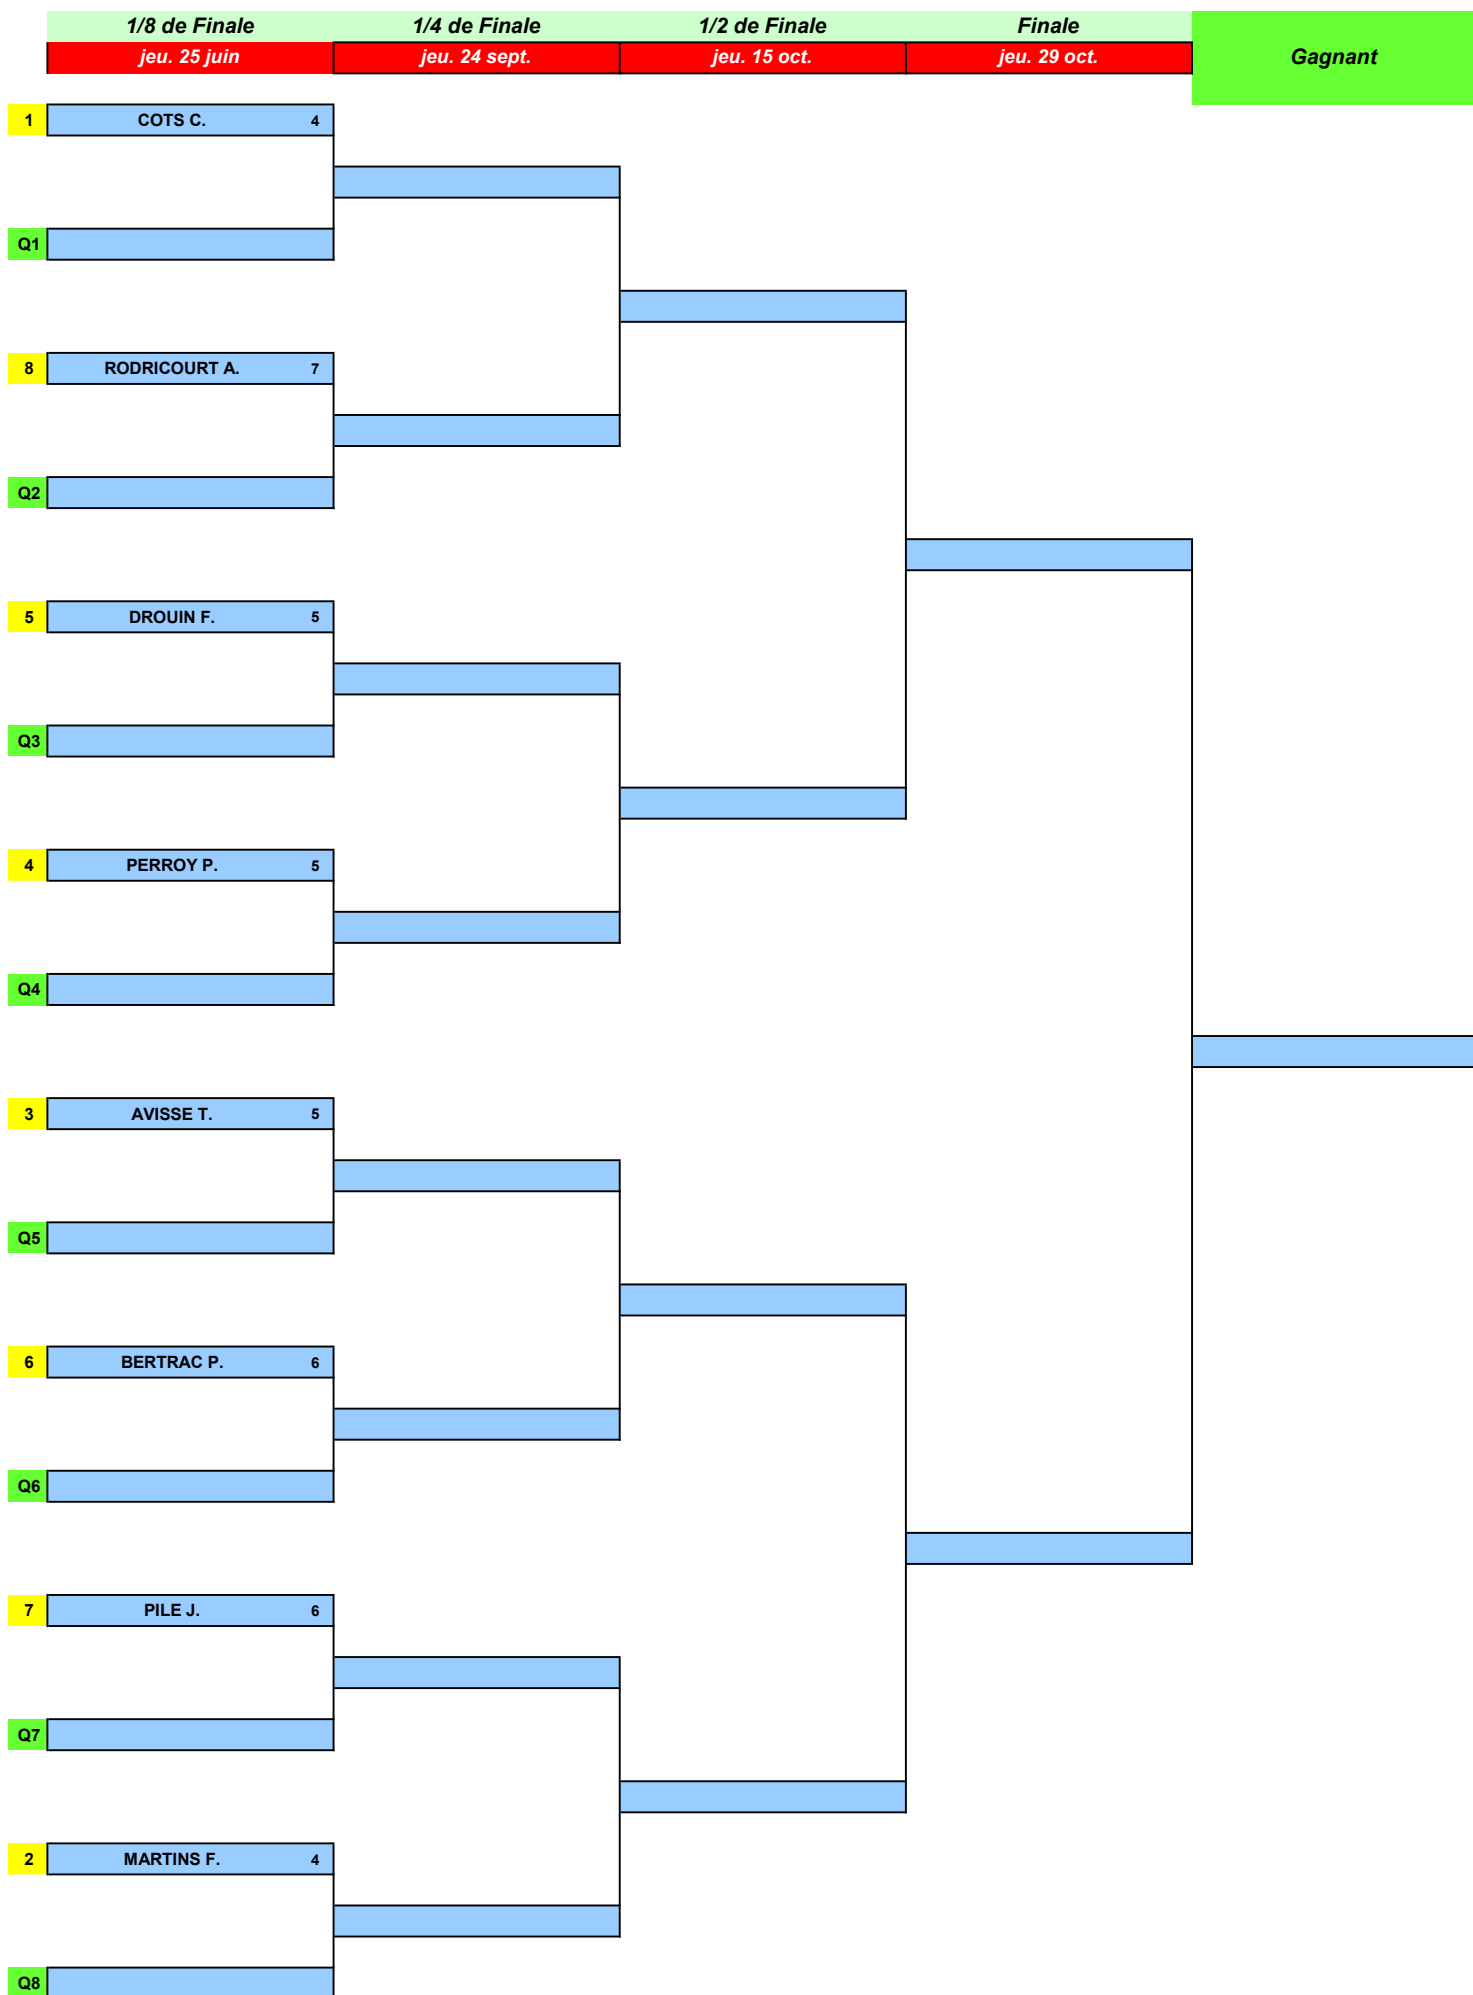 1/8 de Finale 1/4 de Finale 1/2 de Finale Finale
jeu. 25 juin jeu. 24 sept. jeu. 15 oct. jeu. 29 oct. Gagnant
1 COTS C. 4
Q1
8 RODRICOURT A. 7
Q2
5 DROUIN F. 5
Q3
4 PERROY P. 5
Q4
3 AVISSE T. 5
Q5
6 BERTRAC P. 6
Q6
7 PILE J. 6
Q7
2 MARTINS F. 4
Q8